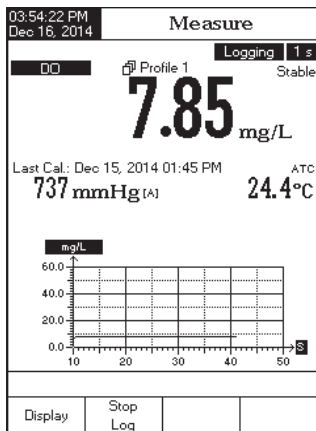 03:54:22 PM
Dec 16, 2014
Measure
Logging 1 s
DO
Profile 1
Stable
7.85 mg/L
Last Cal.: Dec 15, 2014 01:45 PM
ATC
737 mmHg [A]
24.4°C
mg/L
60.0
40.0
20.0
0.0
10 20 30 40 50
S
Display
Stop
Log